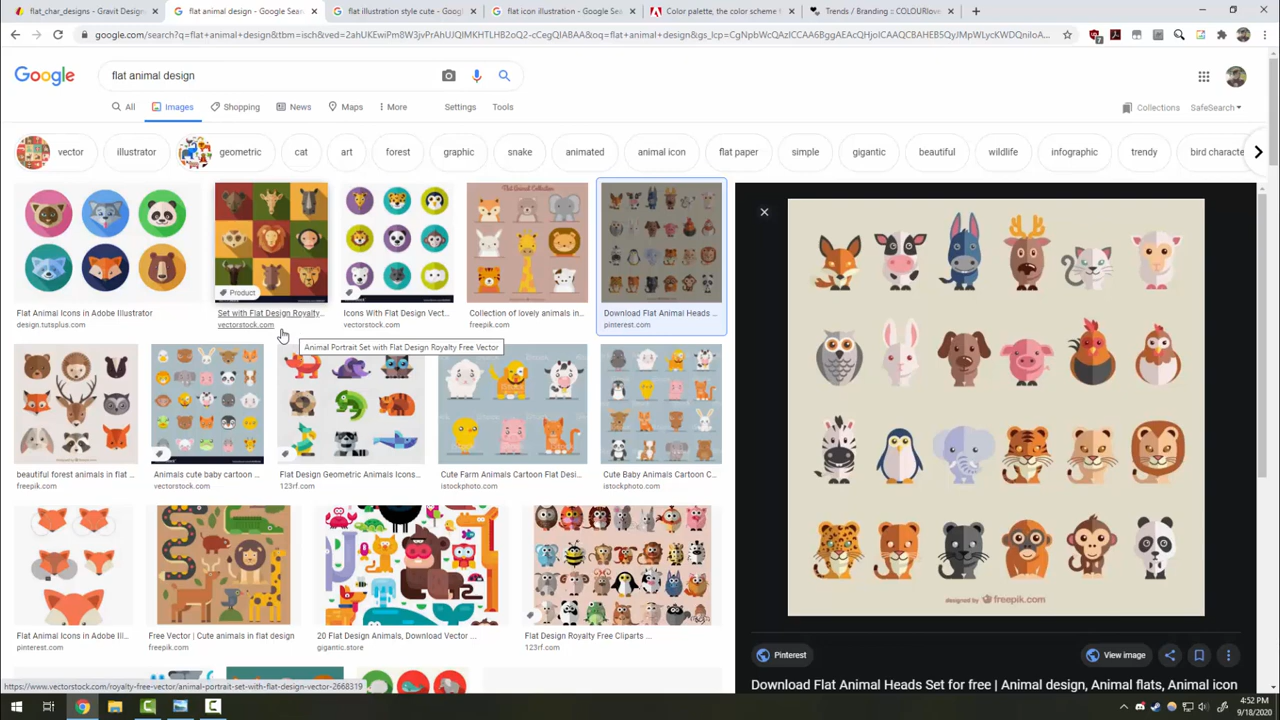 flat_char_designs - Gravit Design
flat animal design - Google Sear
flat illustration style cute - Goog
flat icon illustration - Google Sea
Color palette, the color scheme f
Trends / Branding :: COLOURlove
google.com/search?q=flat+animal+design&tbm=isch&ved=2ahUKEwiPm8W3jvPrAhUJQIMKHRB2oQ2-cCegQIABAA&oq=flat+animal+design&gs_lcp=
Google
flat animal design
All
Images
Shopping
News
Maps
More
Settings
Tools
Collections
SafeSearch
vector
illustrator
geometric
cat
art
forest
graphic
snake
animated
animal icon
flat paper
simple
gigantic
beautiful
wildlife
infographic
trendy
bird characte
Product
Flat Animal Icons in Adobe Illustrator
design.tutsplus.com
Set with Flat Design Royalty...
vectorstock.com
Icons With Flat Design Vect...
vectorstock.com
Flat Animal Collection
Collection of lovely animals in...
freepik.com
Download Flat Animal Heads ...
pinterest.com
Animal Portrait Set with Flat Design Royalty Free Vector
beautiful forest animals in flat ...
freepik.com
Animals cute baby cartoon ...
vectorstock.com
Flat Design Geometric Animals Icons...
123rf.com
Cute Farm Animals Cartoon Flat Desi...
istockphoto.com
Cute Baby Animals Cartoon C...
istockphoto.com
Flat Animal Icons in Adobe Ill...
pinterest.com
Free Vector | Cute animals in flat design
freepik.com
20 Flat Design Animals, Download Vector ...
gigantic.store
Flat Design Royalty Free Cliparts ...
123rf.com
designed by freepik.com
Pinterest
View image
Download Flat Animal Heads Set for free | Animal design, Animal flats, Animal icon
https://www.vectorstock.com/royalty-free-vector/animal-portrait-set-with-flat-design-vector-2668319
4:52 PM
9/18/2020